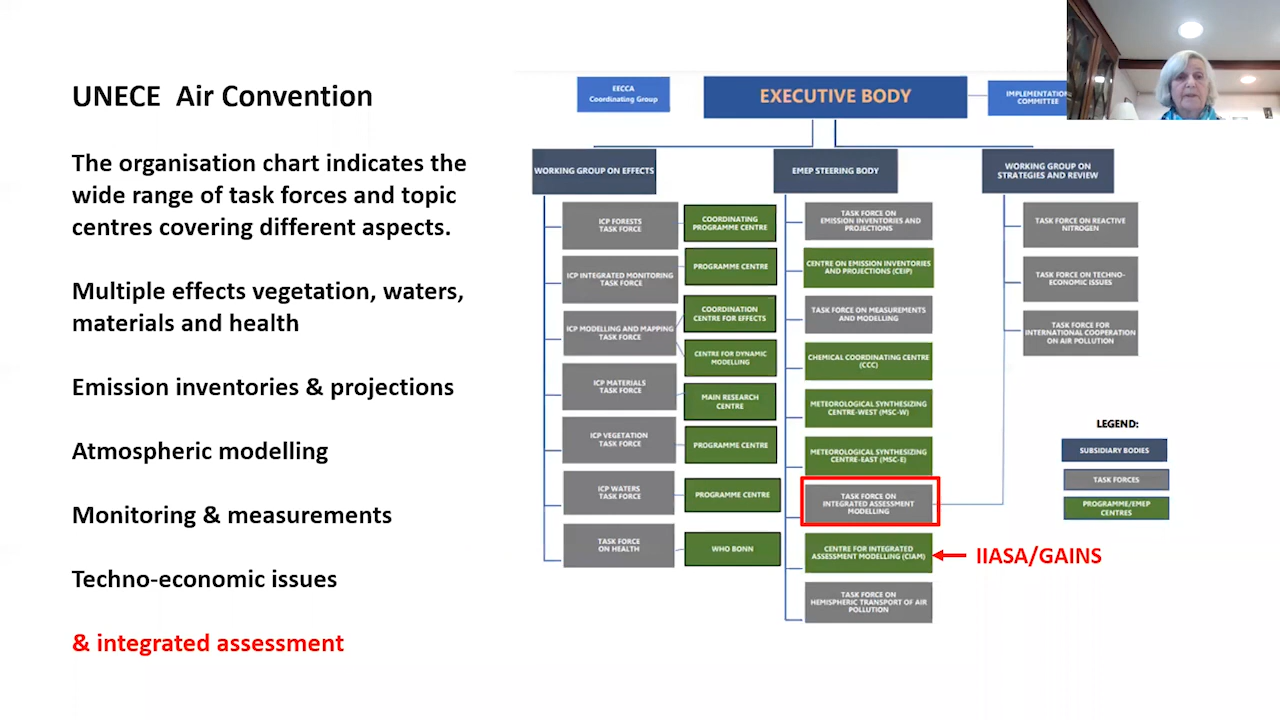 UNECE  Air Convention
The organisation chart indicates the
wide range of task forces and topic
centres covering different aspects.
Multiple effects vegetation, waters,
materials and health
Emission inventories & projections
Atmospheric modelling
Monitoring & measurements
Techno-economic issues
& integrated assessment
EECCA
Coordinating Group
EXECUTIVE BODY
IMPLEMENTATION
COMMITTEE
WORKING GROUP ON EFFECTS
ICP FORESTS
TASK FORCE
COORDINATING
PROGRAMME CENTRE
ICP INTEGRATED MONITORING
TASK FORCE
PROGRAMME CENTRE
ICP MODELLING AND MAPPING
TASK FORCE
COORDINATION
CENTRE FOR EFFECTS
CENTRE FOR DYNAMIC
MODELLING
ICP MATERIALS
TASK FORCE
MAIN RESEARCH
CENTRE
ICP VEGETATION
TASK FORCE
PROGRAMME CENTRE
ICP WATERS
TASK FORCE
PROGRAMME CENTRE
TASK FORCE
ON HEALTH
WHO BONN
EMEP STEERING BODY
TASK FORCE ON
EMISSION INVENTORIES AND
PROJECTIONS
CENTRE ON EMISSION INVENTORIES
AND PROJECTIONS (CEIP)
TASK FORCE ON MEASUREMENTS
AND MODELLING
CHEMICAL COORDINATING CENTRE
(CCC)
METEOROLOGICAL SYNTHESIZING
CENTRE-WEST (MSC-W)
METEOROLOGICAL SYNTHESIZING
CENTRE-EAST (MSC-E)
TASK FORCE ON
INTEGRATED ASSESSMENT
MODELLING
CENTRE FOR INTEGRATED
ASSESSMENT MODELLING (CIAM)
IIASA/GAINS
TASK FORCE ON
HEMISPHERIC TRANSPORT OF AIR
POLLUTION
WORKING GROUP ON
STRATEGIES AND REVIEW
TASK FORCE ON REACTIVE
NITROGEN
TASK FORCE ON TECHNO-
ECONOMIC ISSUES
TASK FORCE FOR
INTERNATIONAL COOPERATION
ON AIR POLLUTION
LEGEND:
SUBSIDIARY BODIES
TASK FORCES
PROGRAMME/EMEP
CENTRES